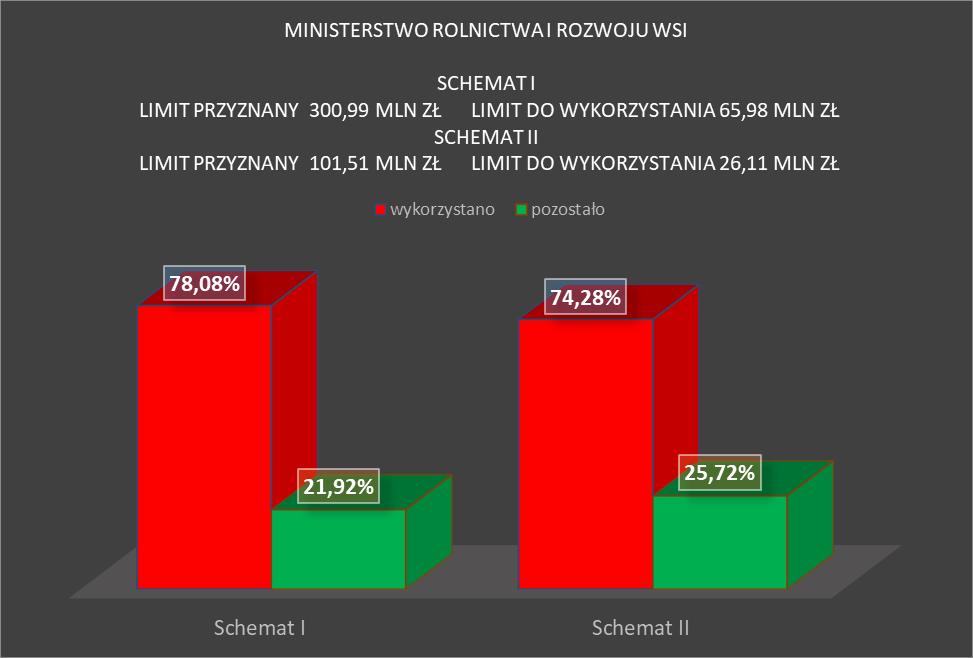 MINISTERSTWO ROLNICTWA I ROZWOJU WSI
SCHEMAT I
LIMIT PRZYZNANY 300,99 MLN ZŁ LIMIT DO WYKORZYSTANIA 65,98 MLN ZŁ
SCHEMAT II
LIMIT PRZYZNANY 101,51 MLN ZŁ LIMIT DO WYKORZYSTANIA 26,11 MLN ZŁ
wykorzystano pozostało
78,08%
74,28%
21,92%
25,72%
Schemat I Schemat II